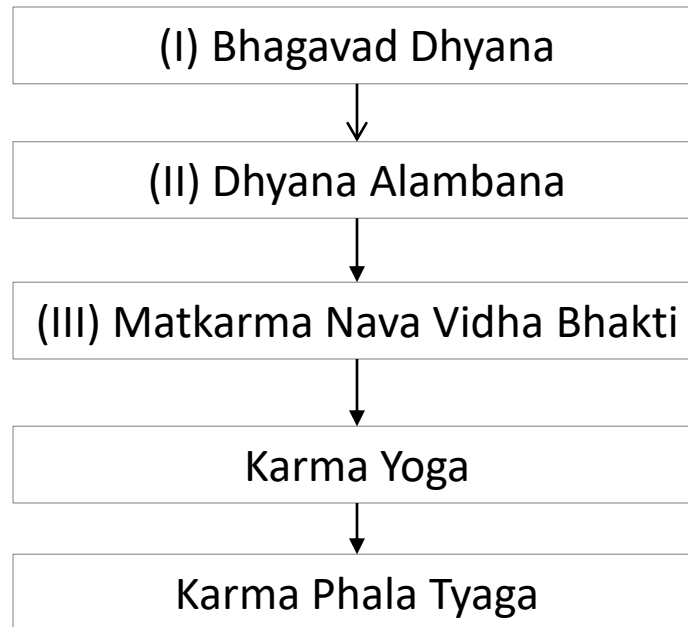 (I) Bhagavad Dhyana
(II) Dhyana Alambana
(III) Matkarma Nava Vidha Bhakti
Karma Yoga
Karma Phala Tyaga